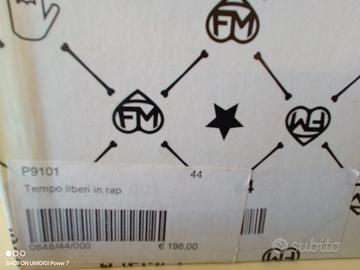 FM
FM
FM
P9101
44
Tempo liberi in rap
0848/44/000
€ 198,00
SHOT ON UMIDIGI Power 7
subito